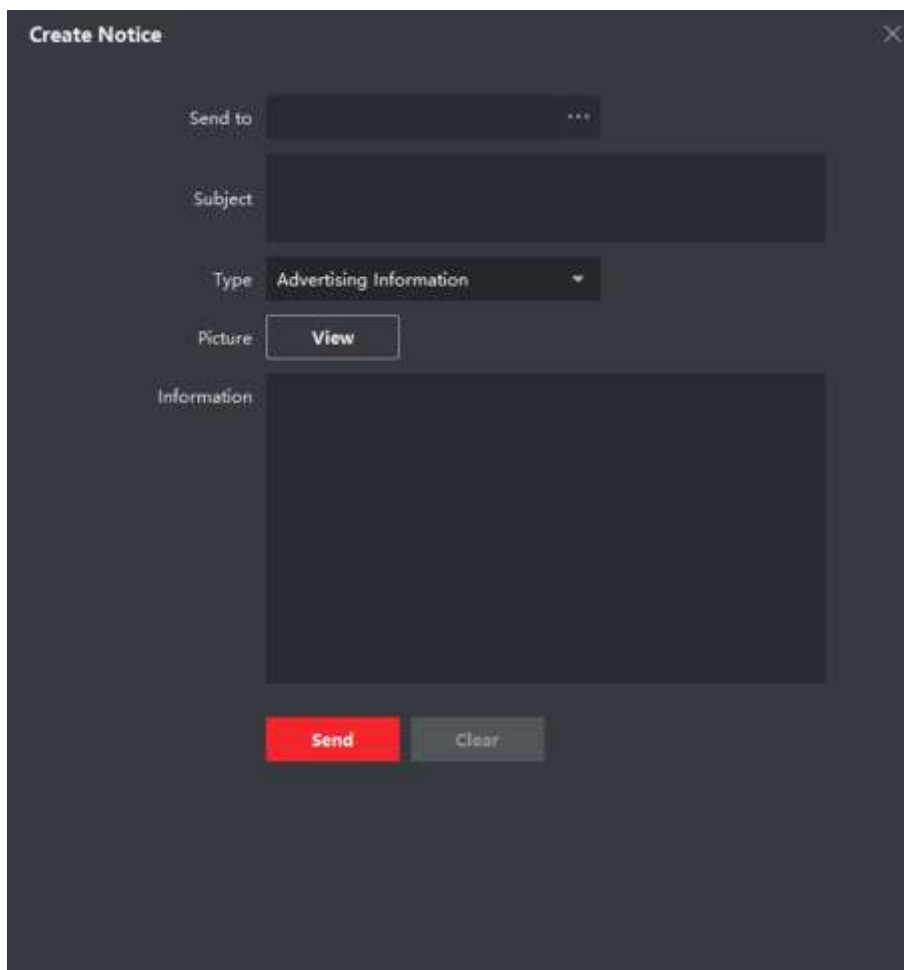 Create Notice
Send to
Subject
Type Advertising Information
Picture View
Information
Send Clear